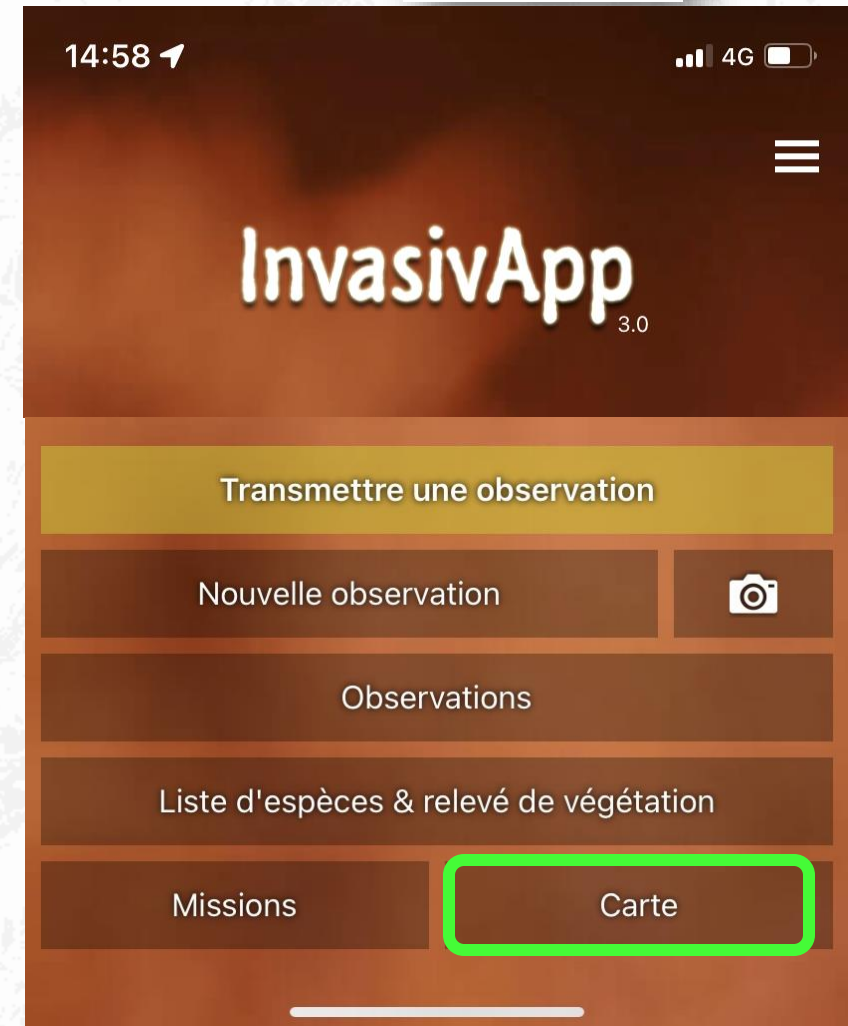 14:58
4G
InvasivApp
3.0
Transmettre une observation
Nouvelle observation
Observations
Liste d'espèces & relevé de végétation
Missions
Carte